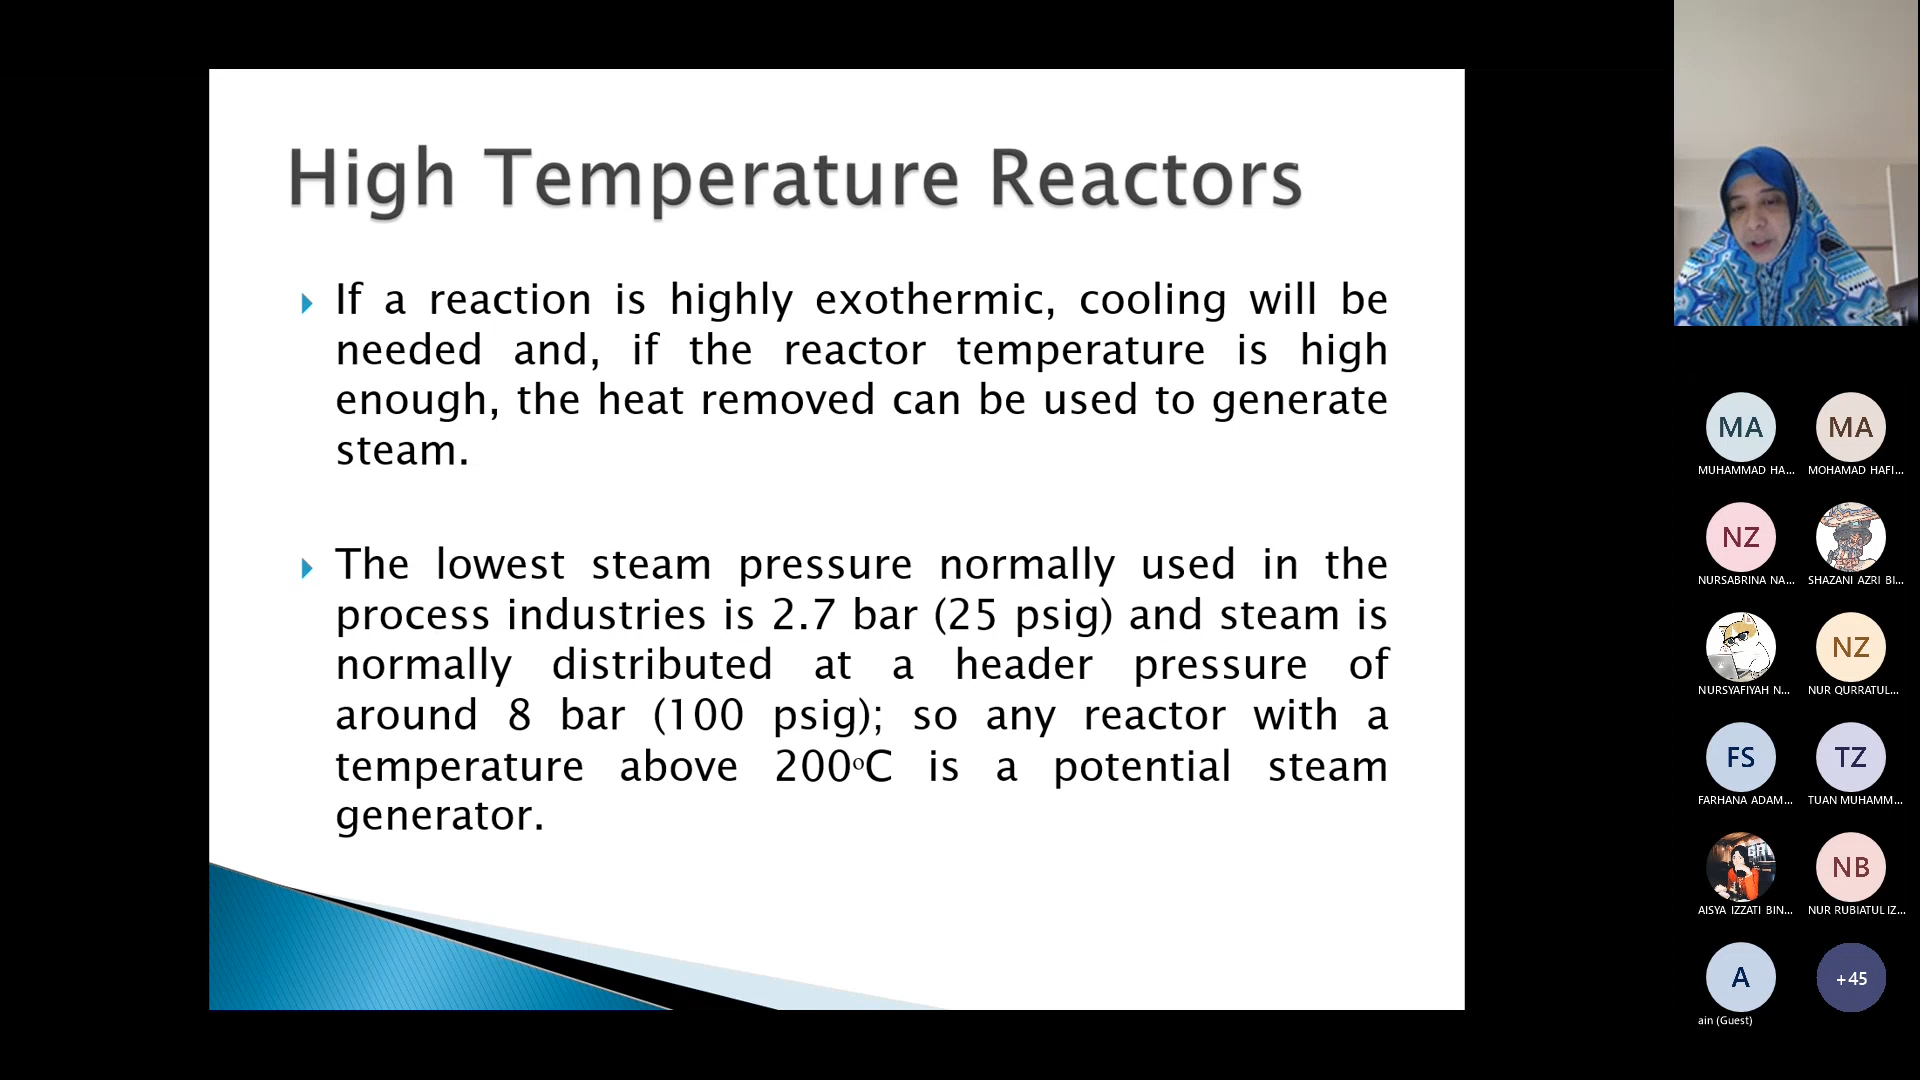 High Temperature Reactors
If a reaction is highly exothermic, cooling will be
needed and, if the reactor temperature is high
enough, the heat removed can be used to generate
steam.
The lowest steam pressure normally used in the
process industries is 2.7 bar (25 psig) and steam is
normally distributed at a header pressure of
around 8 bar (100 psig); so any reactor with a
temperature above 200°C is a potential steam
generator.
MA MA
MUHAMMAD HA... MOHAMAD HAFI...
NZ
NURSABRINA NA... SHAZANI AZRI BI...
NZ
NURSYAFIYAH N... NUR QURRATUL...
FS TZ
FARHANA ADAM... TUAN MUHAMM...
NB
AISYA IZZATI BIN... NUR RUBIATUL IZ...
A +45
ain (Guest)